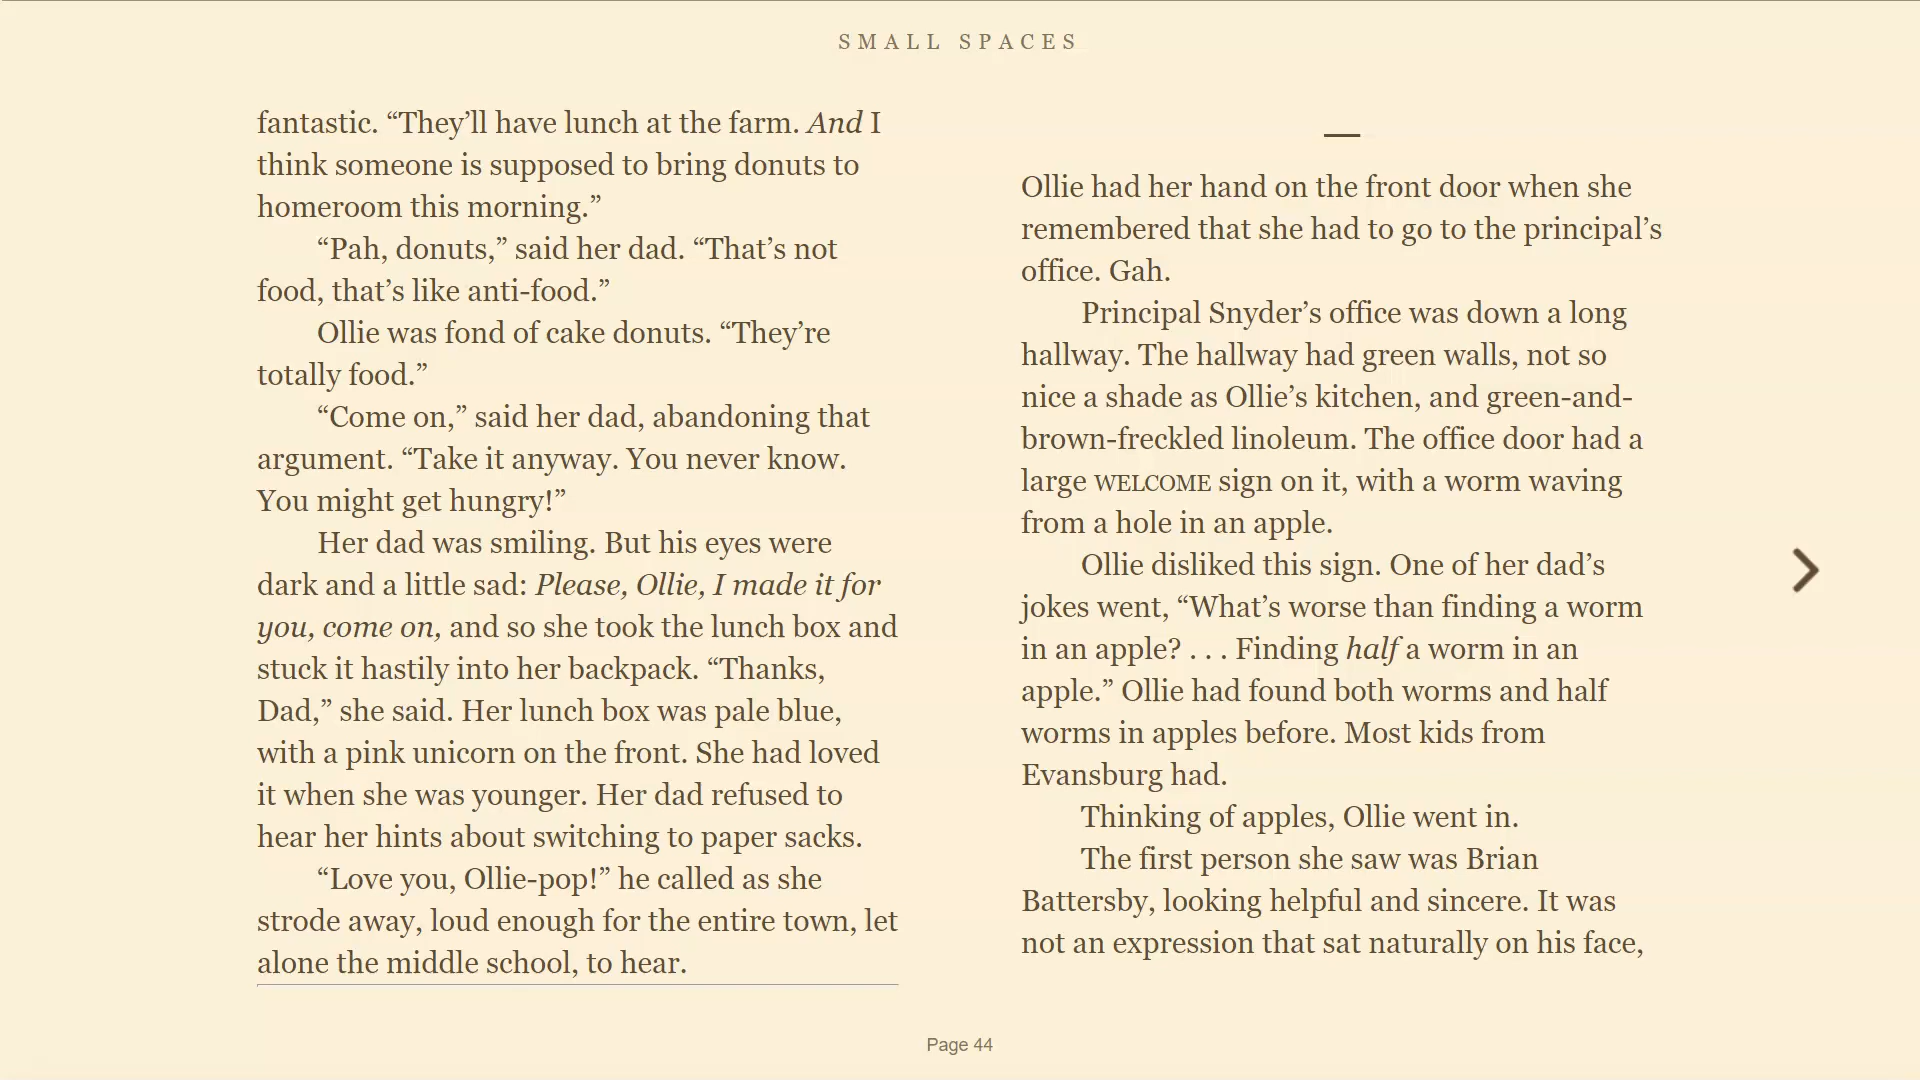 SMALL SPACES
fantastic. “They’ll have lunch at the farm. And I
think someone is supposed to bring donuts to
homeroom this morning.”
“Pah, donuts,” said her dad. “That’s not
food, that’s like anti-food.”
Ollie was fond of cake donuts. “They’re
totally food.”
“Come on,” said her dad, abandoning that
argument. “Take it anyway. You never know.
You might get hungry!”
Her dad was smiling. But his eyes were
dark and a little sad: Please, Ollie, I made it for
you, come on, and so she took the lunch box and
stuck it hastily into her backpack. “Thanks,
Dad,” she said. Her lunch box was pale blue,
with a pink unicorn on the front. She had loved
it when she was younger. Her dad refused to
hear her hints about switching to paper sacks.
“Love you, Ollie-pop!” he called as she
strode away, loud enough for the entire town, let
alone the middle school, to hear.
—
Ollie had her hand on the front door when she
remembered that she had to go to the principal’s
office. Gah.
Principal Snyder’s office was down a long
hallway. The hallway had green walls, not so
nice a shade as Ollie’s kitchen, and green-and-
brown-freckled linoleum. The office door had a
large WELCOME sign on it, with a worm waving
from a hole in an apple.
Ollie disliked this sign. One of her dad’s
jokes went, “What’s worse than finding a worm
in an apple? . . . Finding half a worm in an
apple.” Ollie had found both worms and half
worms in apples before. Most kids from
Evansburg had.
Thinking of apples, Ollie went in.
The first person she saw was Brian
Battersby, looking helpful and sincere. It was
not an expression that sat naturally on his face,
Page 44